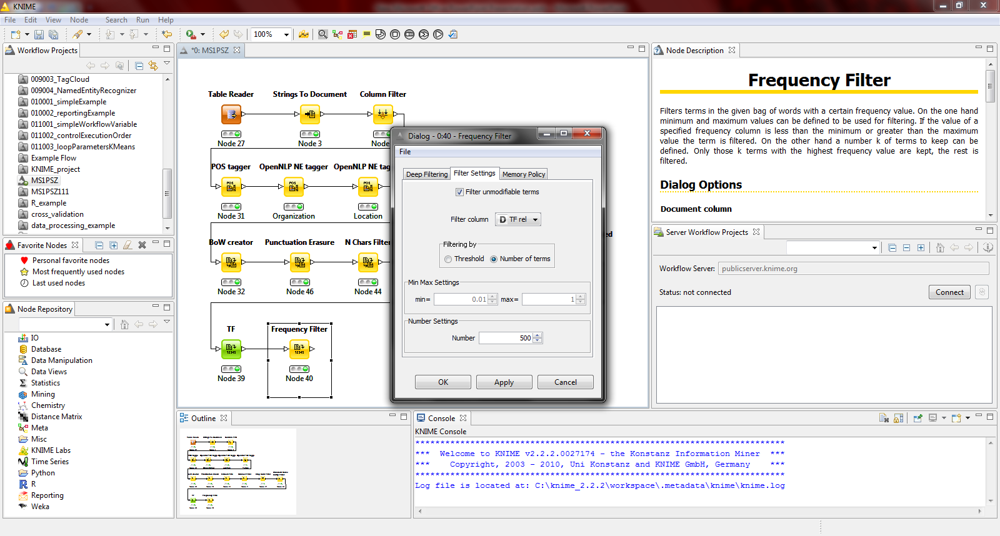 KNIME
File Edit View Node Search Run Help
100%
Workflow Projects
009003_TagCloud
009004_NamedEntityRecognizer
010001_simpleExample
010002_reportingExample
011001_simpleWorkflowVariable
011002_controlExecutionOrder
011003_loopParametersKMeans
Example Flow
KNIME_project
MS1PSZ
MS1PSZ111
R_example
cross_validation
data_processing_example
Favorite Nodes
Personal favorite nodes
Most frequently used nodes
Last used nodes
Node Repository
IO
Database
Data Manipulation
Data Views
Statistics
Mining
Chemistry
Distance Matrix
Meta
Misc
KNIME Labs
Time Series
Python
R
Reporting
Weka
*0: MS1PSZ
Table Reader Strings To Document Column Filter
Node 27 Node 3 Node
POS tagger OpenNLP NE tagger OpenNLP NE tag
Node 31 Organization Location
BoW creator Punctuation Erasure N Chars Filter
Node 32 Node 46 Node 44
TF Frequency Filter
Node 39 Node 40
Dialog - 0:40 - Frequency Filter
File
Deep Filtering Filter Settings Memory Policy
Filter unmodifiable terms
Filter column D TF rel
Filtering by
Threshold Number of terms
Min Max Settings
min= 0.01 max= 1
Number Settings
Number 500
OK Apply Cancel
Node Description
Frequency Filter
Filters terms in the given bag of words with a certain frequency value. On the one hand
minimum and maximum values can be defined to be used for filtering. If the value of a
specified frequency column is less than the minimum or greater than the maximum
value the term is filtered. On the other hand a number k of terms to keep can be
defined. Only those k terms with the highest frequency value are kept, the rest is
filtered.
Dialog Options
Document column
Server Workflow Projects
Workflow Server: publicserver.knime.org
Status: not connected
Connect
Outline
Console
KNIME Console
**************************************************************************
*** Welcome to KNIME v2.2.2.0027174 - the Konstanz Information Miner ***
*** Copyright, 2003 - 2010, Uni Konstanz and KNIME GmbH, Germany ***
**************************************************************************
Log file is located at: C:\knime_2.2.2\workspace\.metadata\knime\knime.log